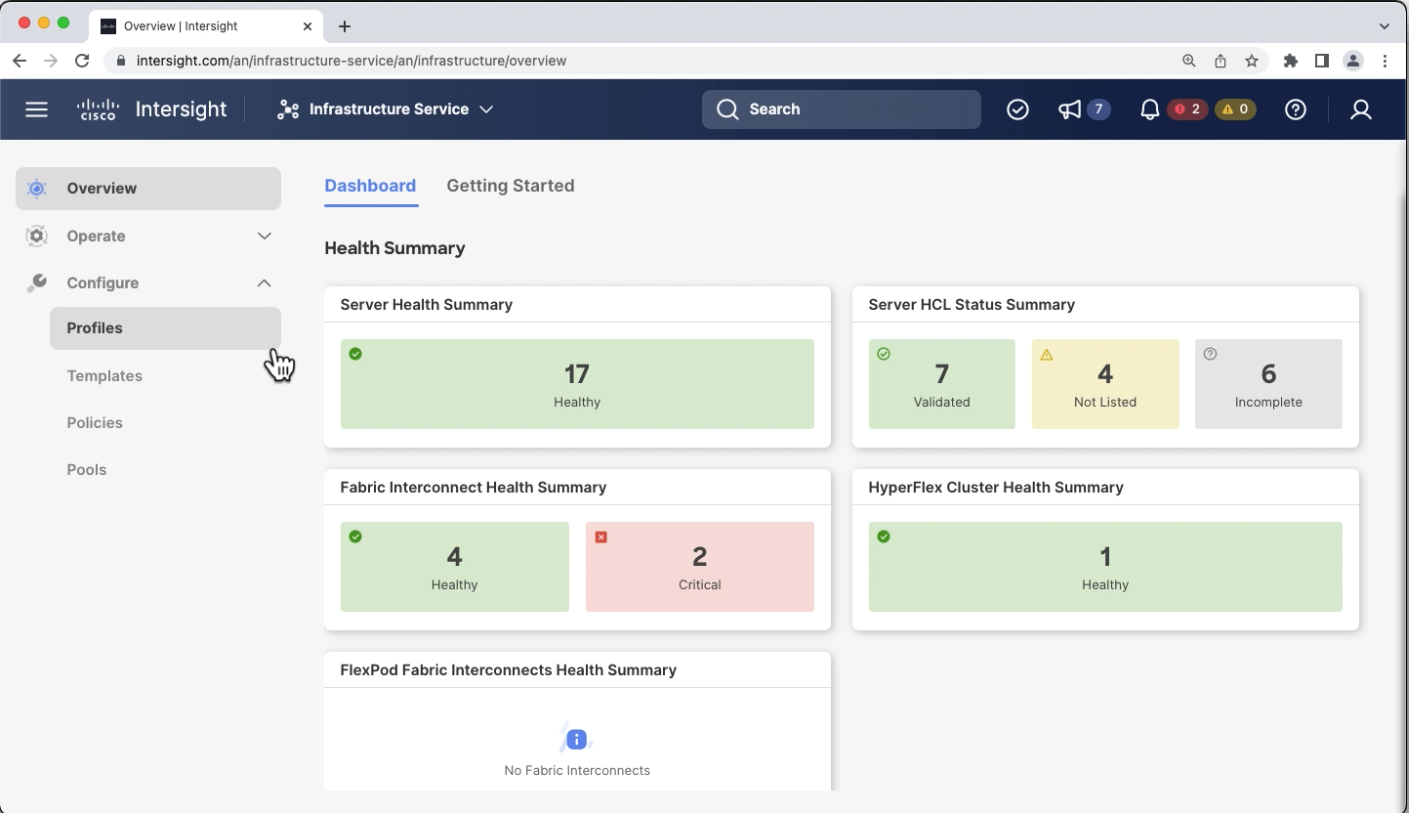 Overview | Intersight
intersight.com/an/infrastructure-service/an/infrastructure/overview
cisco Intersight Infrastructure Service Search 7 2 0
Overview
Operate
Configure
Profiles
Templates
Policies
Pools
Dashboard Getting Started
Health Summary
Server Health Summary
17
Healthy
Server HCL Status Summary
7
Validated
4
Not Listed
6
Incomplete
Fabric Interconnect Health Summary
4
Healthy
2
Critical
HyperFlex Cluster Health Summary
1
Healthy
FlexPod Fabric Interconnects Health Summary
No Fabric Interconnects